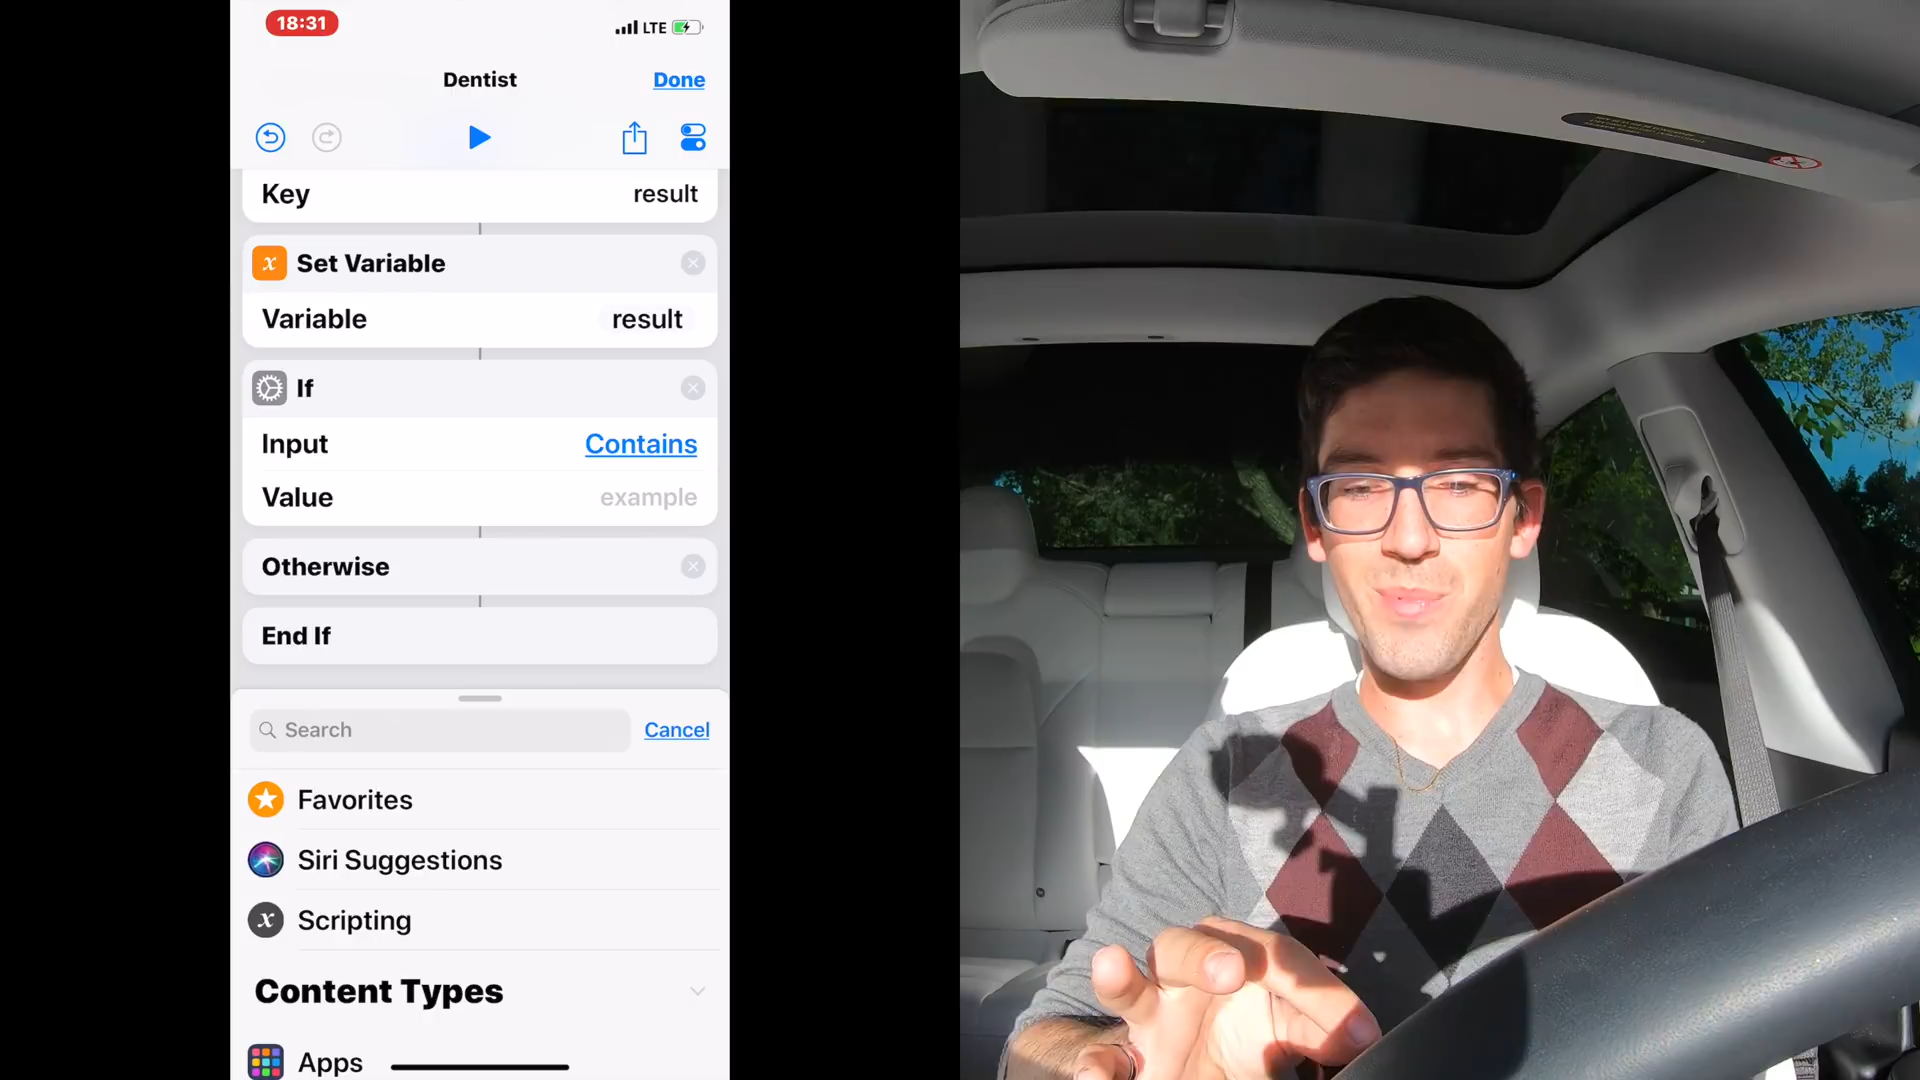 18:31
LTE
Dentist
Done
Key
result
Set Variable
Variable
result
If
Input
Contains
Value
example
Otherwise
End If
Search
Cancel
Favorites
Siri Suggestions
Scripting
Content Types
Apps